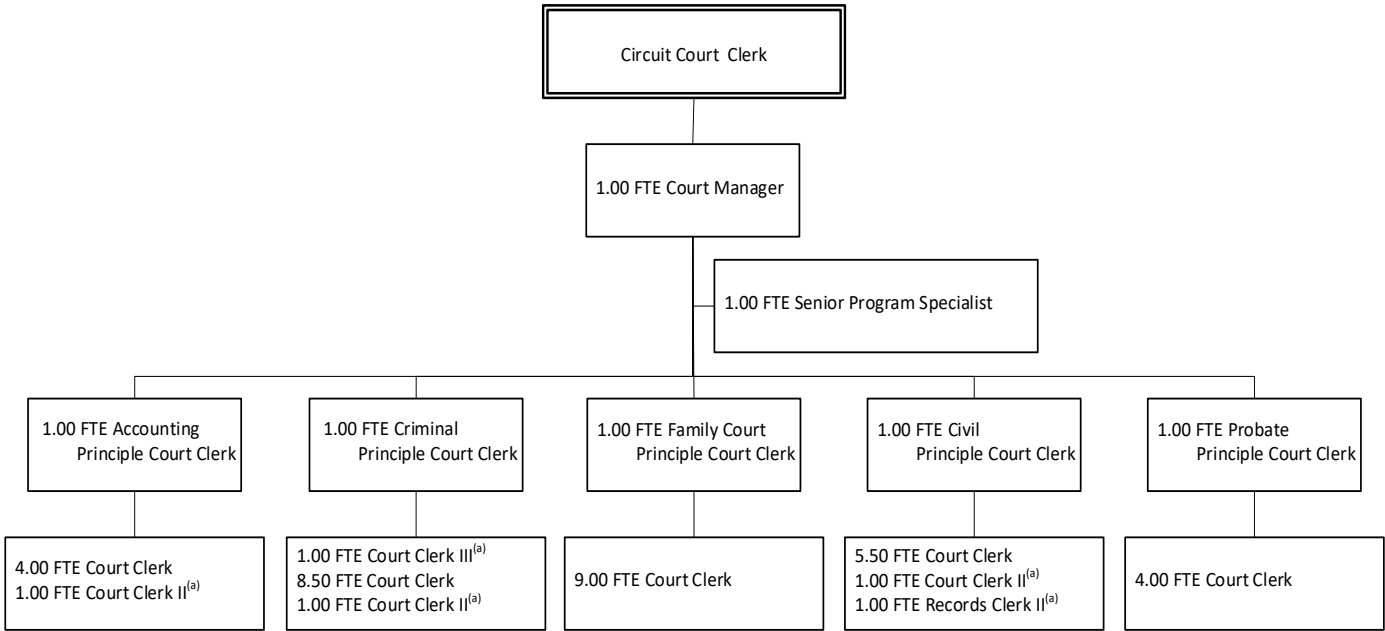 Circuit Court Clerk
1.00 FTE Court Manager
1.00 FTE Senior Program Specialist
1.00 FTE Accounting
Principle Court Clerk
1.00 FTE Criminal
Principle Court Clerk
1.00 FTE Family Court
Principle Court Clerk
1.00 FTE Civil
Principle Court Clerk
1.00 FTE Probate
Principle Court Clerk
4.00 FTE Court Clerk
1.00 FTE Court Clerk II(a)
1.00 FTE Court Clerk III(a)
8.50 FTE Court Clerk
1.00 FTE Court Clerk II(a)
9.00 FTE Court Clerk
5.50 FTE Court Clerk
1.00 FTE Court Clerk II(a)
1.00 FTE Records Clerk II(a)
4.00 FTE Court Clerk